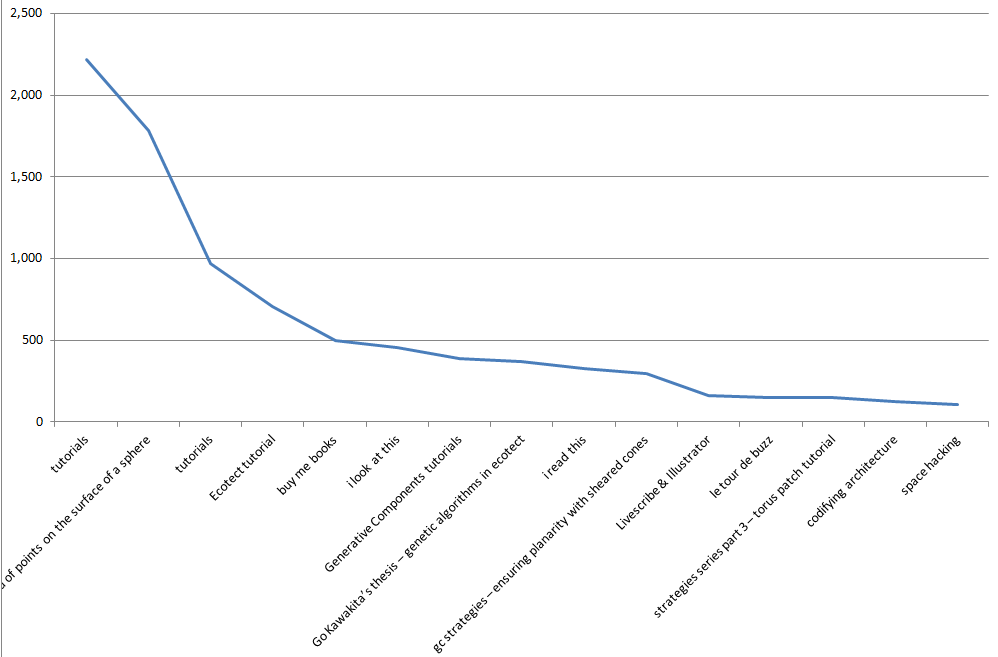 2,500
2,000
1,500
1,000
500
0
tutorials
of points on the surface of a sphere
tutorials
Ecotect tutorial
buy me books
i look at this
Generative Components tutorials
Go Kawakita's thesis – genetic algorithms in ecotect
i read this
gc strategies – ensuring planarity with sheared cones
Livescribe & Illustrator
le tour de buzz
strategies series part 3 – torus patch tutorial
codifying architecture
space hacking